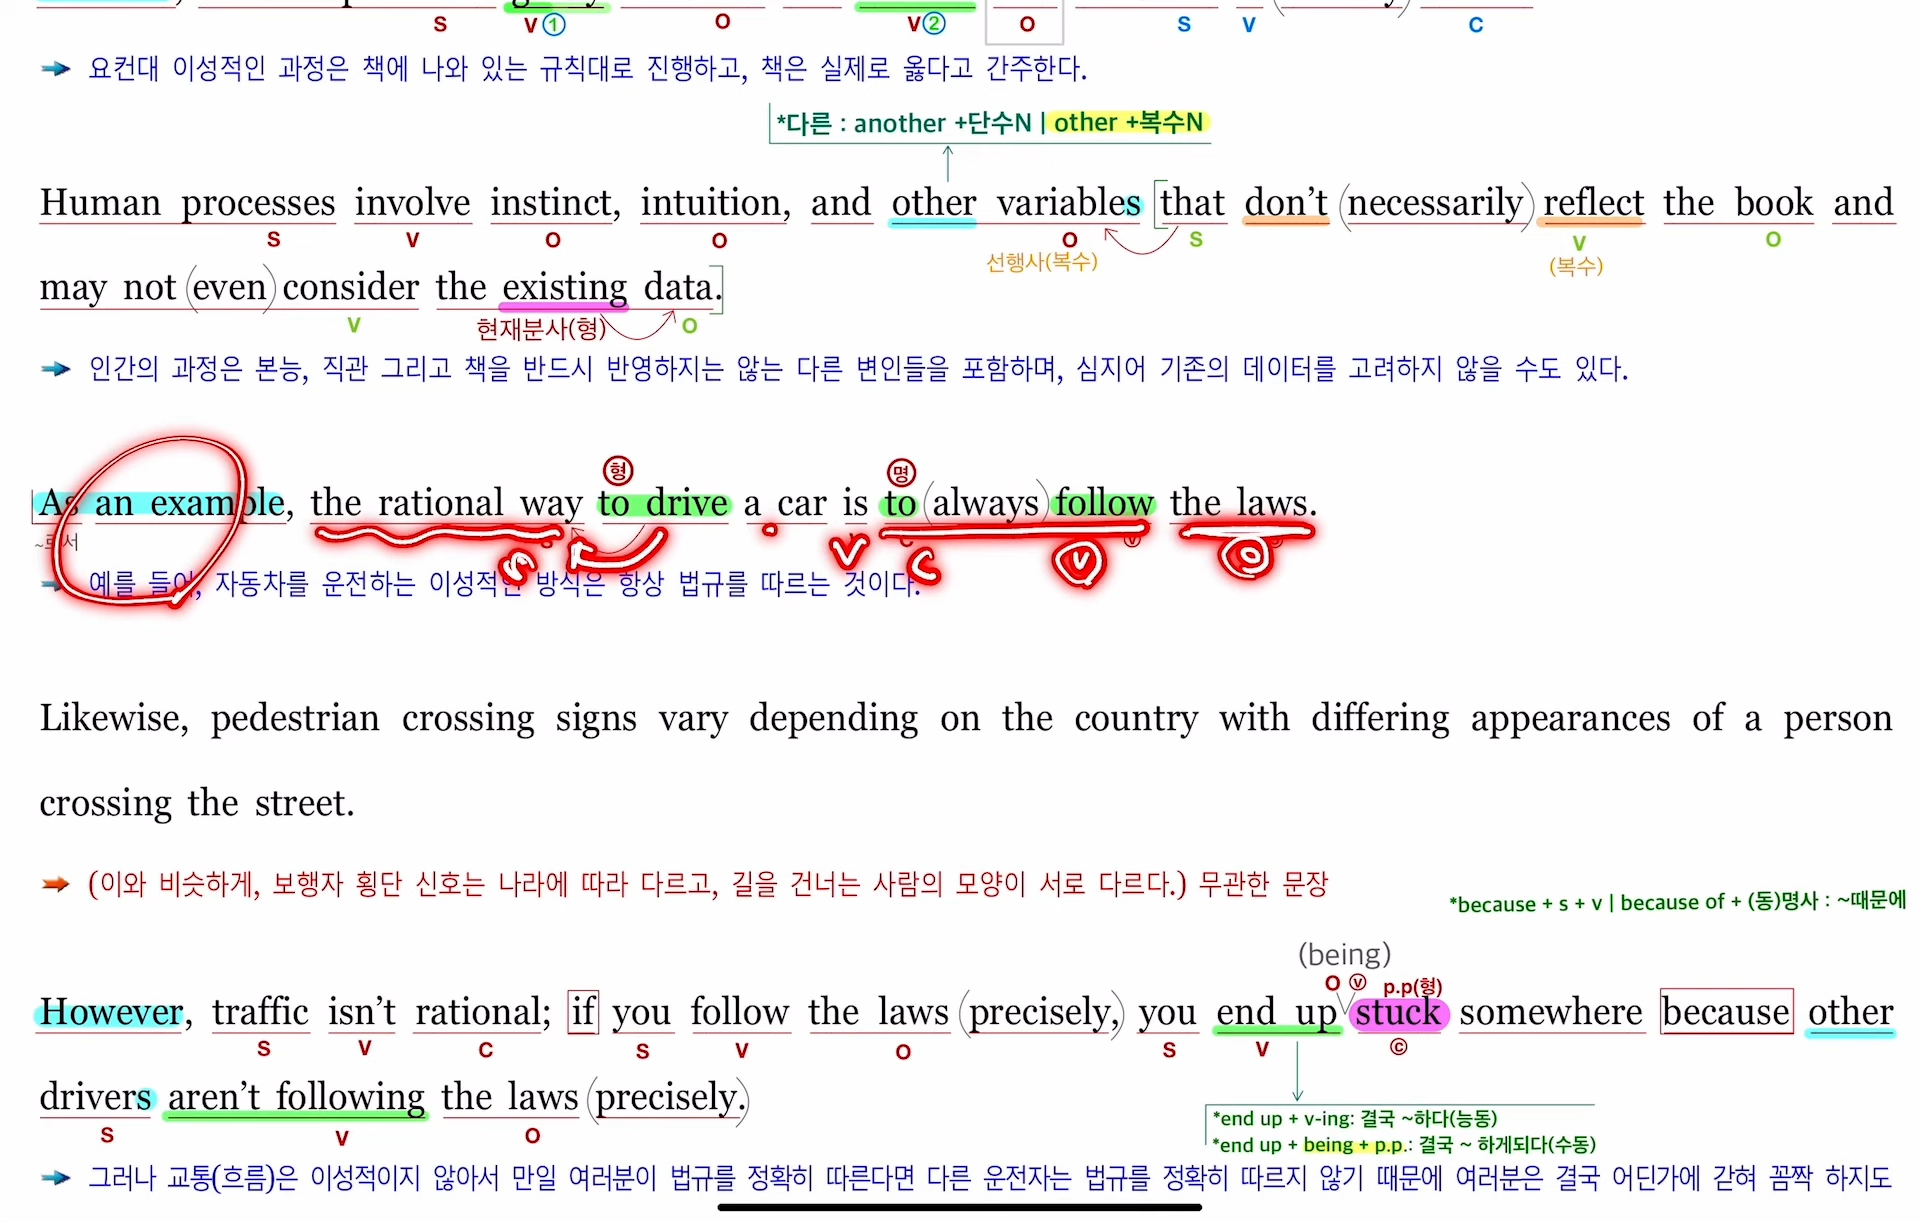 S V① O V② O S V C
요컨대 이성적인 과정은 책에 나와 있는 규칙대로 진행하고, 책은 실제로 옳다고 간주한다.
*다른 : another +단수N | other +복수N
Human processes involve instinct, intuition, and other variables [that don’t (necessarily) reflect the book and
S V O O O S V O
선행사(복수) (복수)
may not (even) consider the existing data.]
V 현재분사(형) O
인간의 과정은 본능, 직관 그리고 책을 반드시 반영하지는 않는 다른 변인들을 포함하며, 심지어 기존의 데이터를 고려하지 않을 수도 있다.
형 명
As an example, the rational way to drive a car is to (always) follow the laws.
~로서 S V C V O
예를 들어, 자동차를 운전하는 이성적인 방식은 항상 법규를 따르는 것이다.
Likewise, pedestrian crossing signs vary depending on the country with differing appearances of a person
crossing the street.
(이와 비슷하게, 보행자 횡단 신호는 나라에 따라 다르고, 길을 건너는 사람의 모양이 서로 다르다.) 무관한 문장
*because + s + v | because of + (동)명사 : ~때문에
(being)
O ⓥ p.p(형)
However, traffic isn’t rational; if you follow the laws (precisely,) you end up stuck somewhere because other
S V C S V O S V ⓒ
drivers aren’t following the laws (precisely.)
S V O
*end up + v-ing: 결국 ~하다(능동)
*end up + being + p.p.: 결국 ~ 하게되다(수동)
그러나 교통(흐름)은 이성적이지 않아서 만일 여러분이 법규를 정확히 따른다면 다른 운전자는 법규를 정확히 따르지 않기 때문에 여러분은 결국 어딘가에 갇혀 꼼짝 하지도